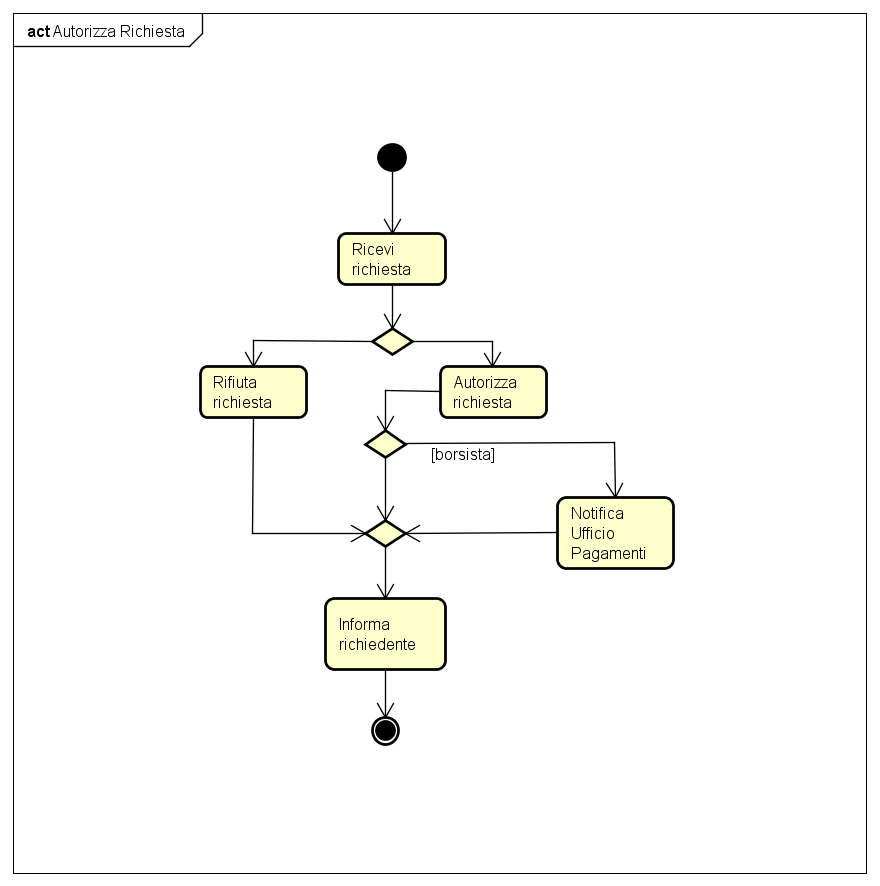 act Autorizza Richiesta
Ricevi
richiesta
Rifiuta
richiesta
Autorizza
richiesta
[borsista]
Notifica
Ufficio
Pagamenti
Informa
richiedente